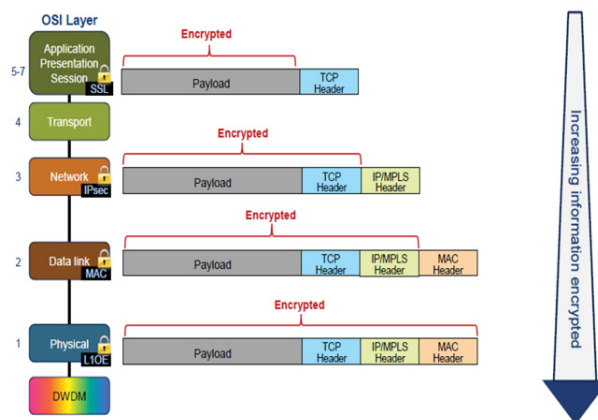 OSI Layer
5-7
Application
Presentation
Session
SSL
Encrypted
Payload
TCP
Header
4
Transport
3
Network
IPsec
Encrypted
Payload
TCP
Header
IP/MPLS
Header
2
Data link
MAC
Encrypted
Payload
TCP
Header
IP/MPLS
Header
MAC
Header
1
Physical
L1OE
Encrypted
Payload
TCP
Header
IP/MPLS
Header
MAC
Header
DWDM
Increasing information encrypted